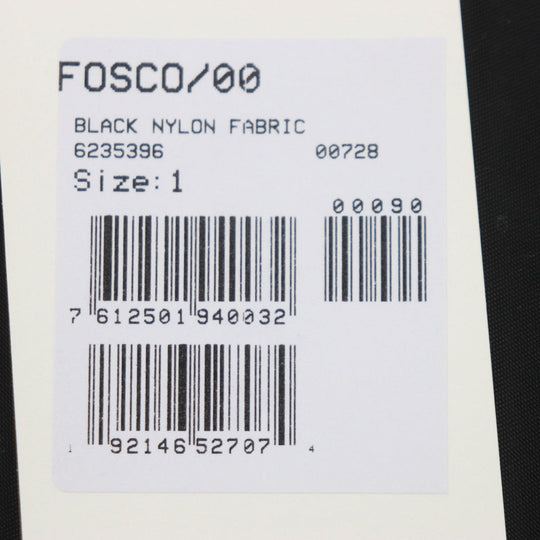 FOSCO/00
BLACK NYLON FABRIC
6235396 00728
Size:1
00090
7 612501 940032
1 92146 52707 4